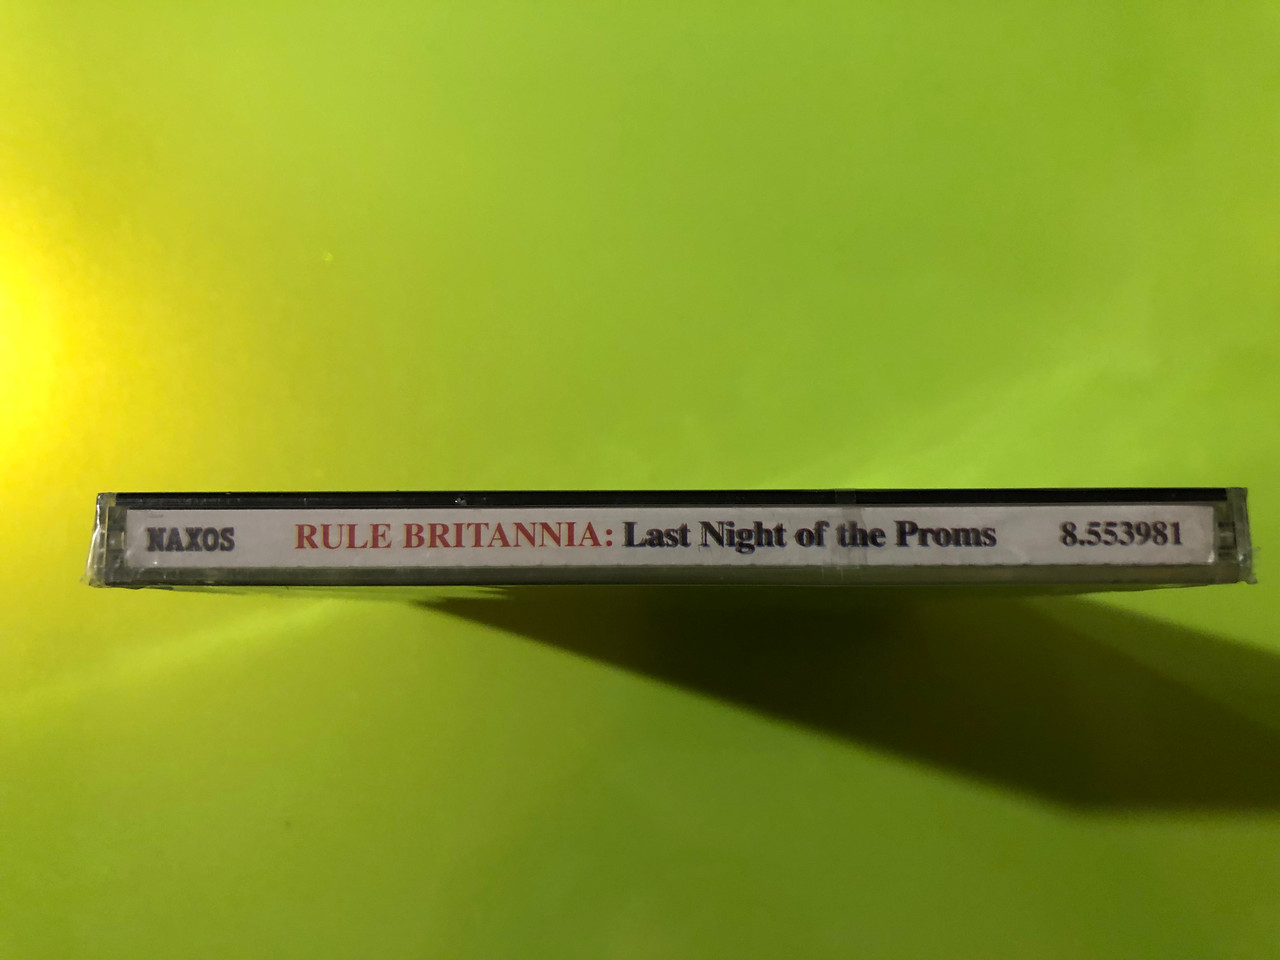 NAXOS RULE BRITANNIA: Last Night of the Proms 8.553981